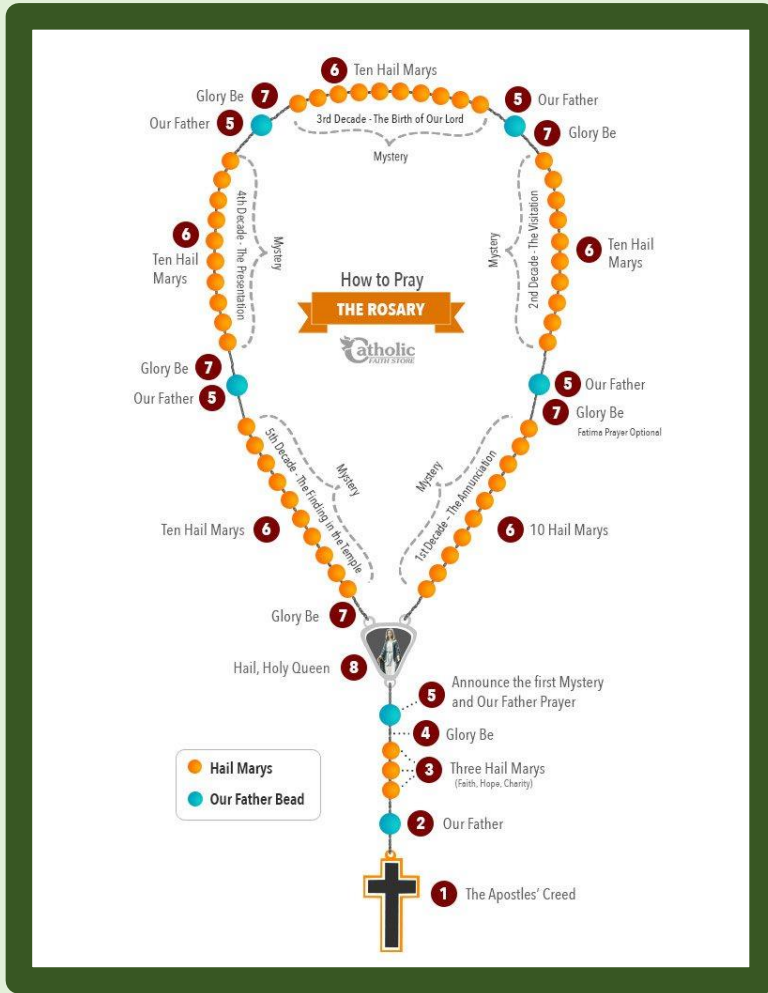 6 Ten Hail Marys
Glory Be 7
Our Father 5
5 Our Father
7 Glory Be
3rd Decade - The Birth of Our Lord
Mystery
4th Decade - The Presentation
Mystery
6
Ten Hail
Marys
2nd Decade - The Visitation
Mystery
6 Ten Hail
Marys
How to Pray
THE ROSARY
Catholic
FAITH STORE
Glory Be 7
Our Father 5
5 Our Father
7 Glory Be
Fatima Prayer Optional
5th Decade - The Finding in the Temple
Mystery
Mystery
1st Decade - The Annunciation
Ten Hail Marys 6
6 10 Hail Marys
Glory Be 7
Hail, Holy Queen 8
5 Announce the first Mystery
and Our Father Prayer
4 Glory Be
3 Three Hail Marys
(Faith, Hope, Charity)
Hail Marys
Our Father Bead
2 Our Father
1 The Apostles' Creed